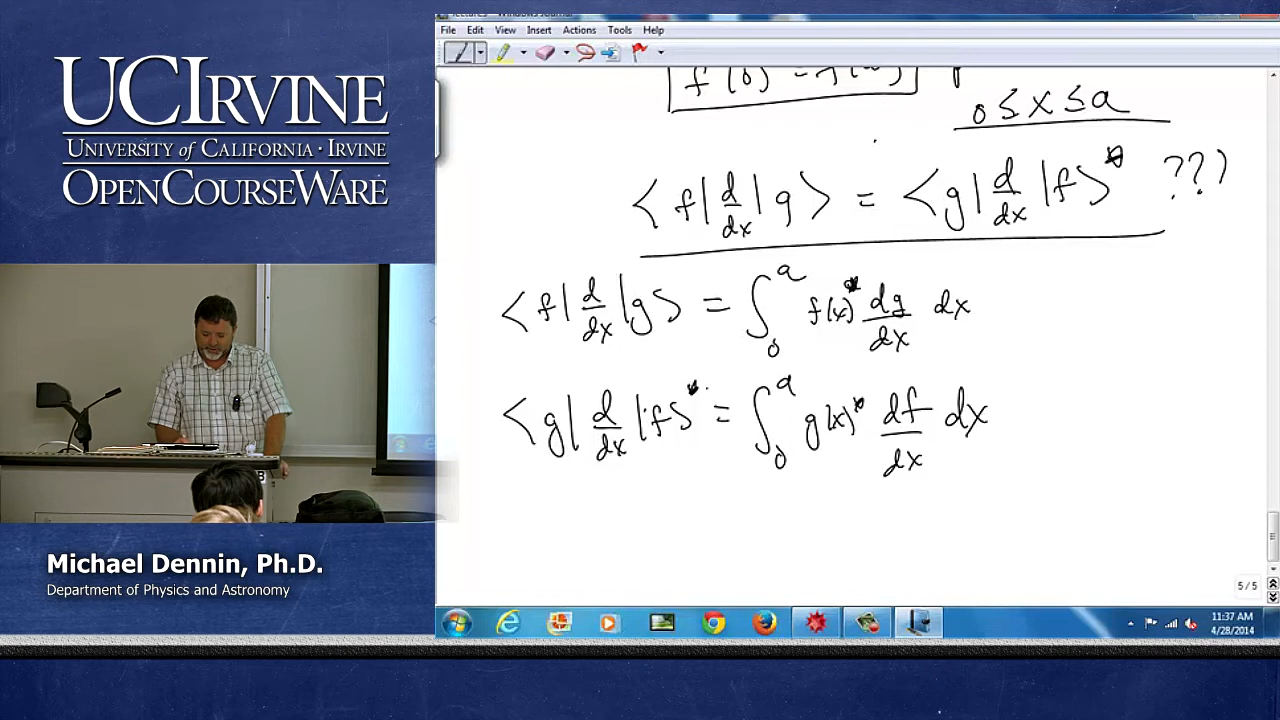 UCIRVINE
UNIVERSITY of CALIFORNIA · IRVINE
OPENCOURSEWARE
Michael Dennin, Ph.D.
Department of Physics and Astronomy
File Edit View Insert Actions Tools Help
0 ≤ x ≤ a
<f| d/dx |g> = <g| d/dx |f>* ???
<f| d/dx |g> = ∫₀ᵃ f(x)* dg/dx dx
<g| d/dx |f>* = ∫₀ᵃ g(x)* df/dx dx
5/5
11:37 AM
4/28/2014